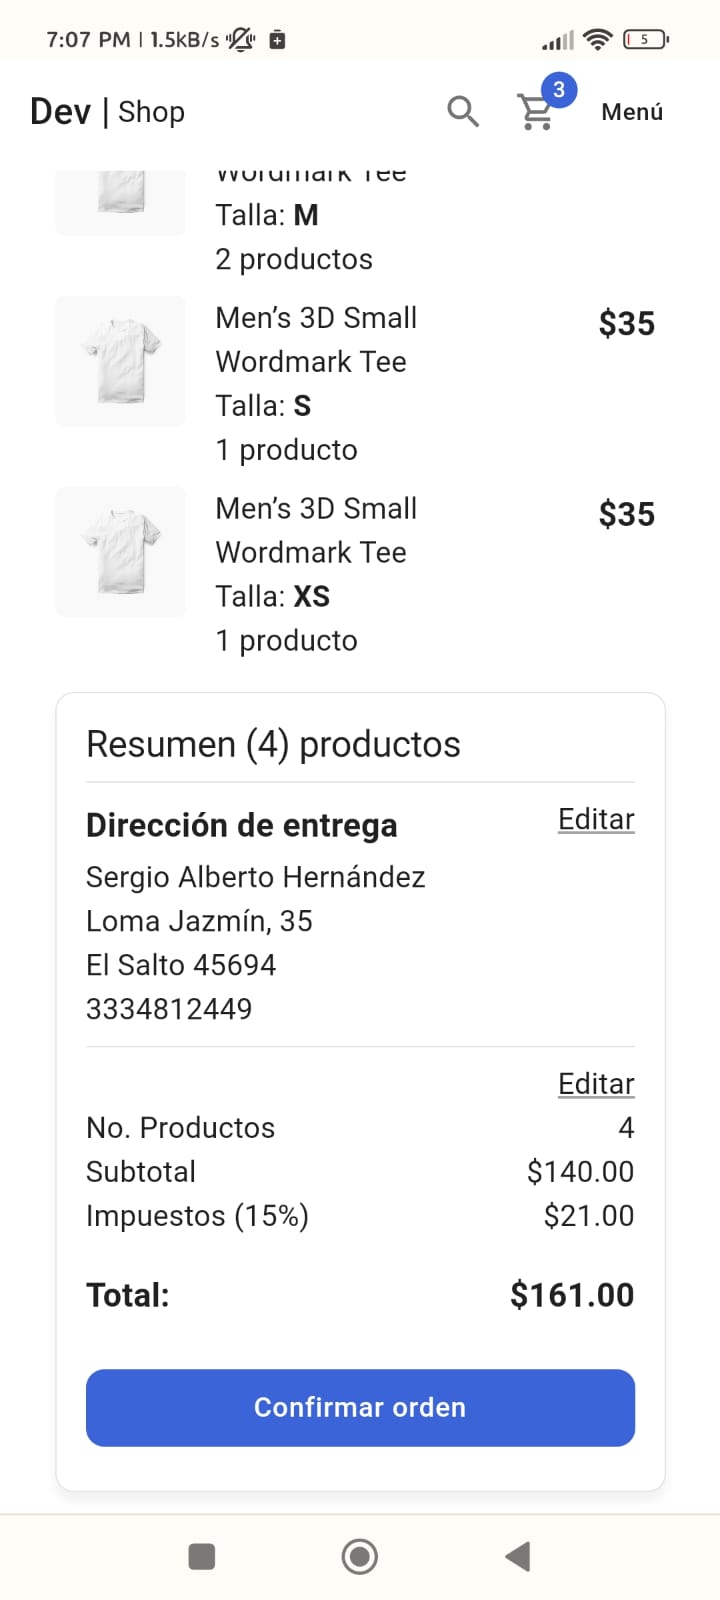 7:07 PM | 1.5kB/s
5
Dev | Shop
3
Menú
Wordmark Tee
Talla: M
2 productos
Men’s 3D Small
$35
Wordmark Tee
Talla: S
1 producto
Men’s 3D Small
$35
Wordmark Tee
Talla: XS
1 producto
Resumen (4) productos
Dirección de entrega
Editar
Sergio Alberto Hernández
Loma Jazmín, 35
El Salto 45694
3334812449
Editar
No. Productos 4
Subtotal $140.00
Impuestos (15%) $21.00
Total: $161.00
Confirmar orden